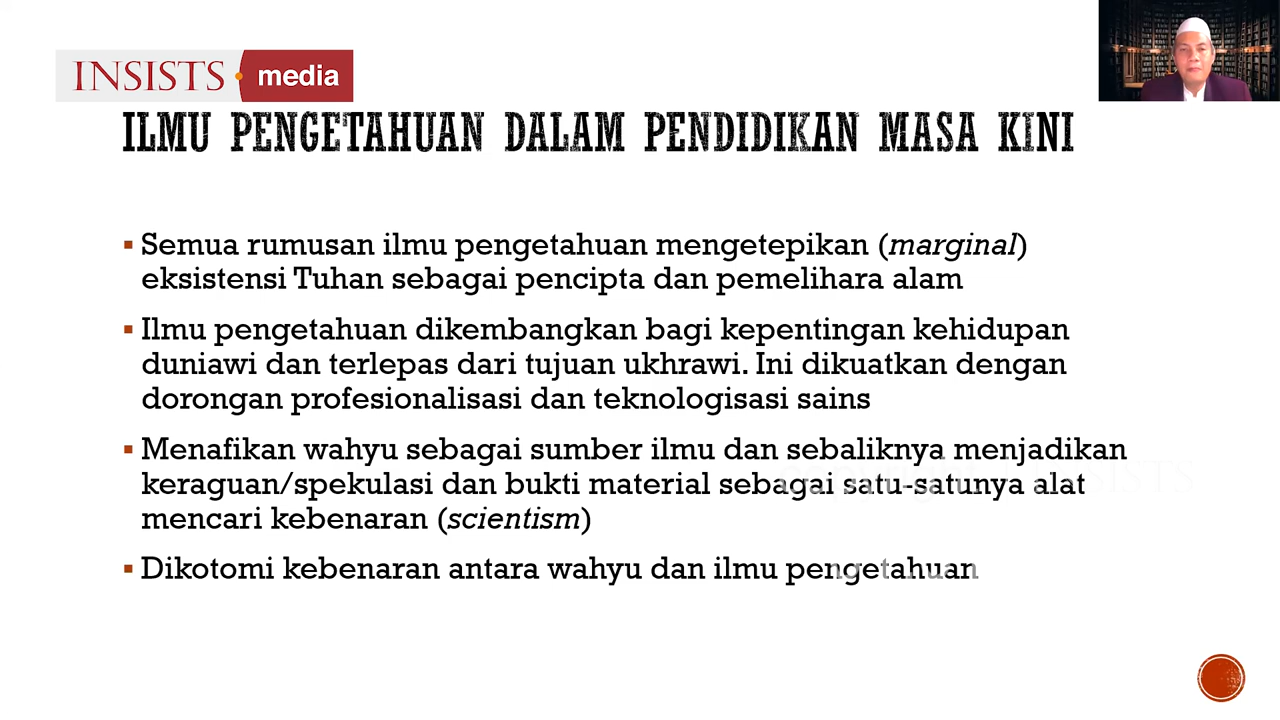 INSISTS media
ILMU PENGETAHUAN DALAM PENDIDIKAN MASA KINI
▪ Semua rumusan ilmu pengetahuan mengetepikan (marginal)
eksistensi Tuhan sebagai pencipta dan pemelihara alam
▪ Ilmu pengetahuan dikembangkan bagi kepentingan kehidupan
duniawi dan terlepas dari tujuan ukhrawi. Ini dikuatkan dengan
dorongan profesionalisasi dan teknologisasi sains
▪ Menafikan wahyu sebagai sumber ilmu dan sebaliknya menjadikan
keraguan/spekulasi dan bukti material sebagai satu-satunya alat
mencari kebenaran (scientism)
copyright INSISTS
▪ Dikotomi kebenaran antara wahyu dan ilmu pengetahuan